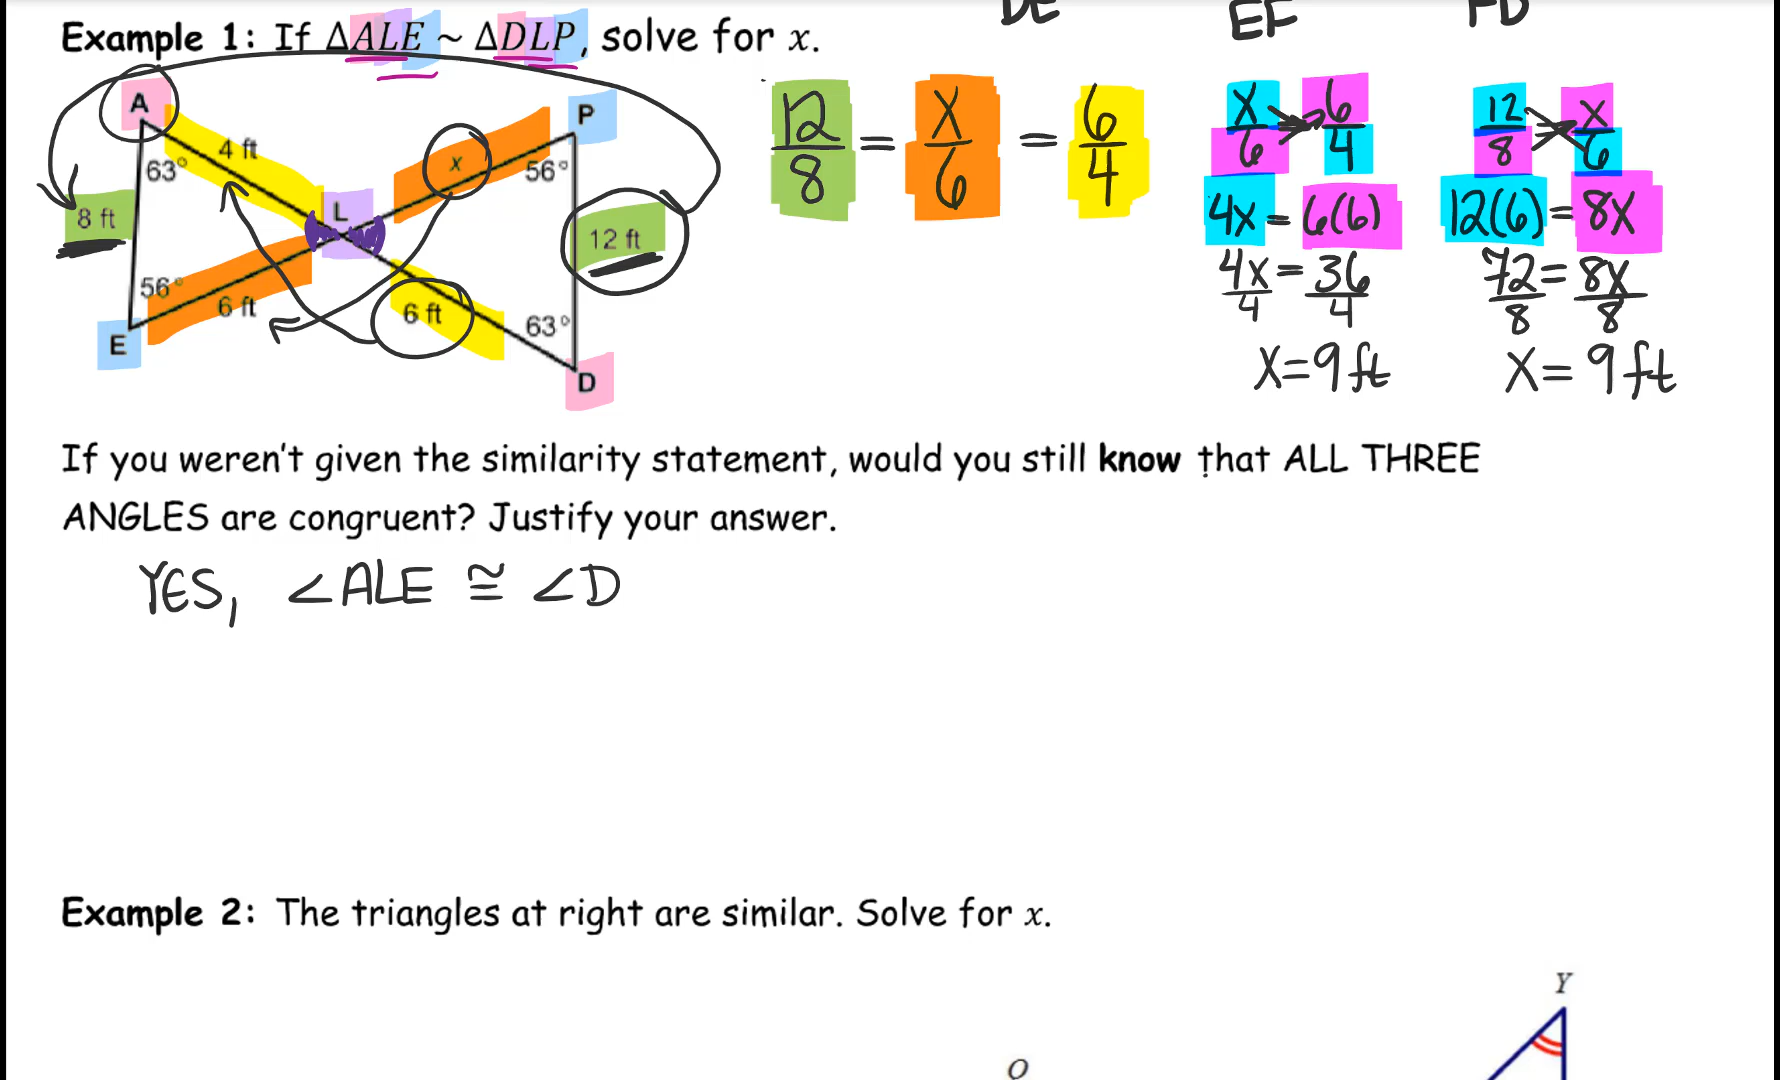 DE EF FD
Example 1: If ΔALE ~ ΔDLP, solve for x.
A
P
4 ft
x
63°
56°
8 ft
L
12 ft
56°
6 ft
6 ft
63°
E
D
12/8 = x/6 = 6/4
x/6 6/4
4x = 6(6)
4x/4 = 36/4
x=9ft
12/8 x/6
12(6) = 8x
72/8 = 8x/8
x= 9ft
If you weren't given the similarity statement, would you still know that ALL THREE
ANGLES are congruent? Justify your answer.
YES, ∠ALE ≅ ∠D
Example 2: The triangles at right are similar. Solve for x.
Y
O